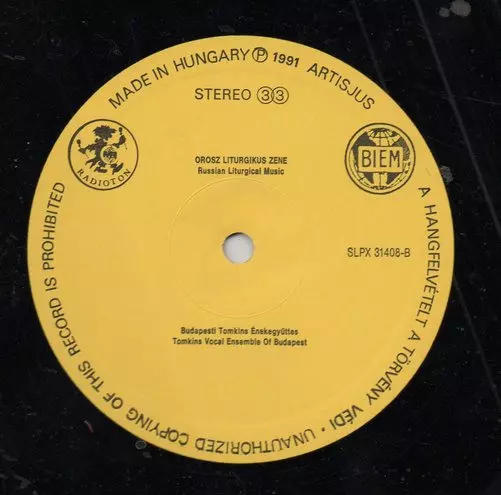 MADE IN HUNGARY Ⓟ 1991 ARTISJUS
STEREO 33
RADIOTON
BIEM
OROSZ LITURGIKUS ZENE
Russian Liturgical Music
SLPX 31408-B
Budapesti Tomkins Énekegyüttes
Tomkins Vocal Ensemble Of Budapest
A HANGFELVÉTELT A TÖRVÉNY VÉDI · UNAUTHORIZED COPYING OF THIS RECORD IS PROHIBITED